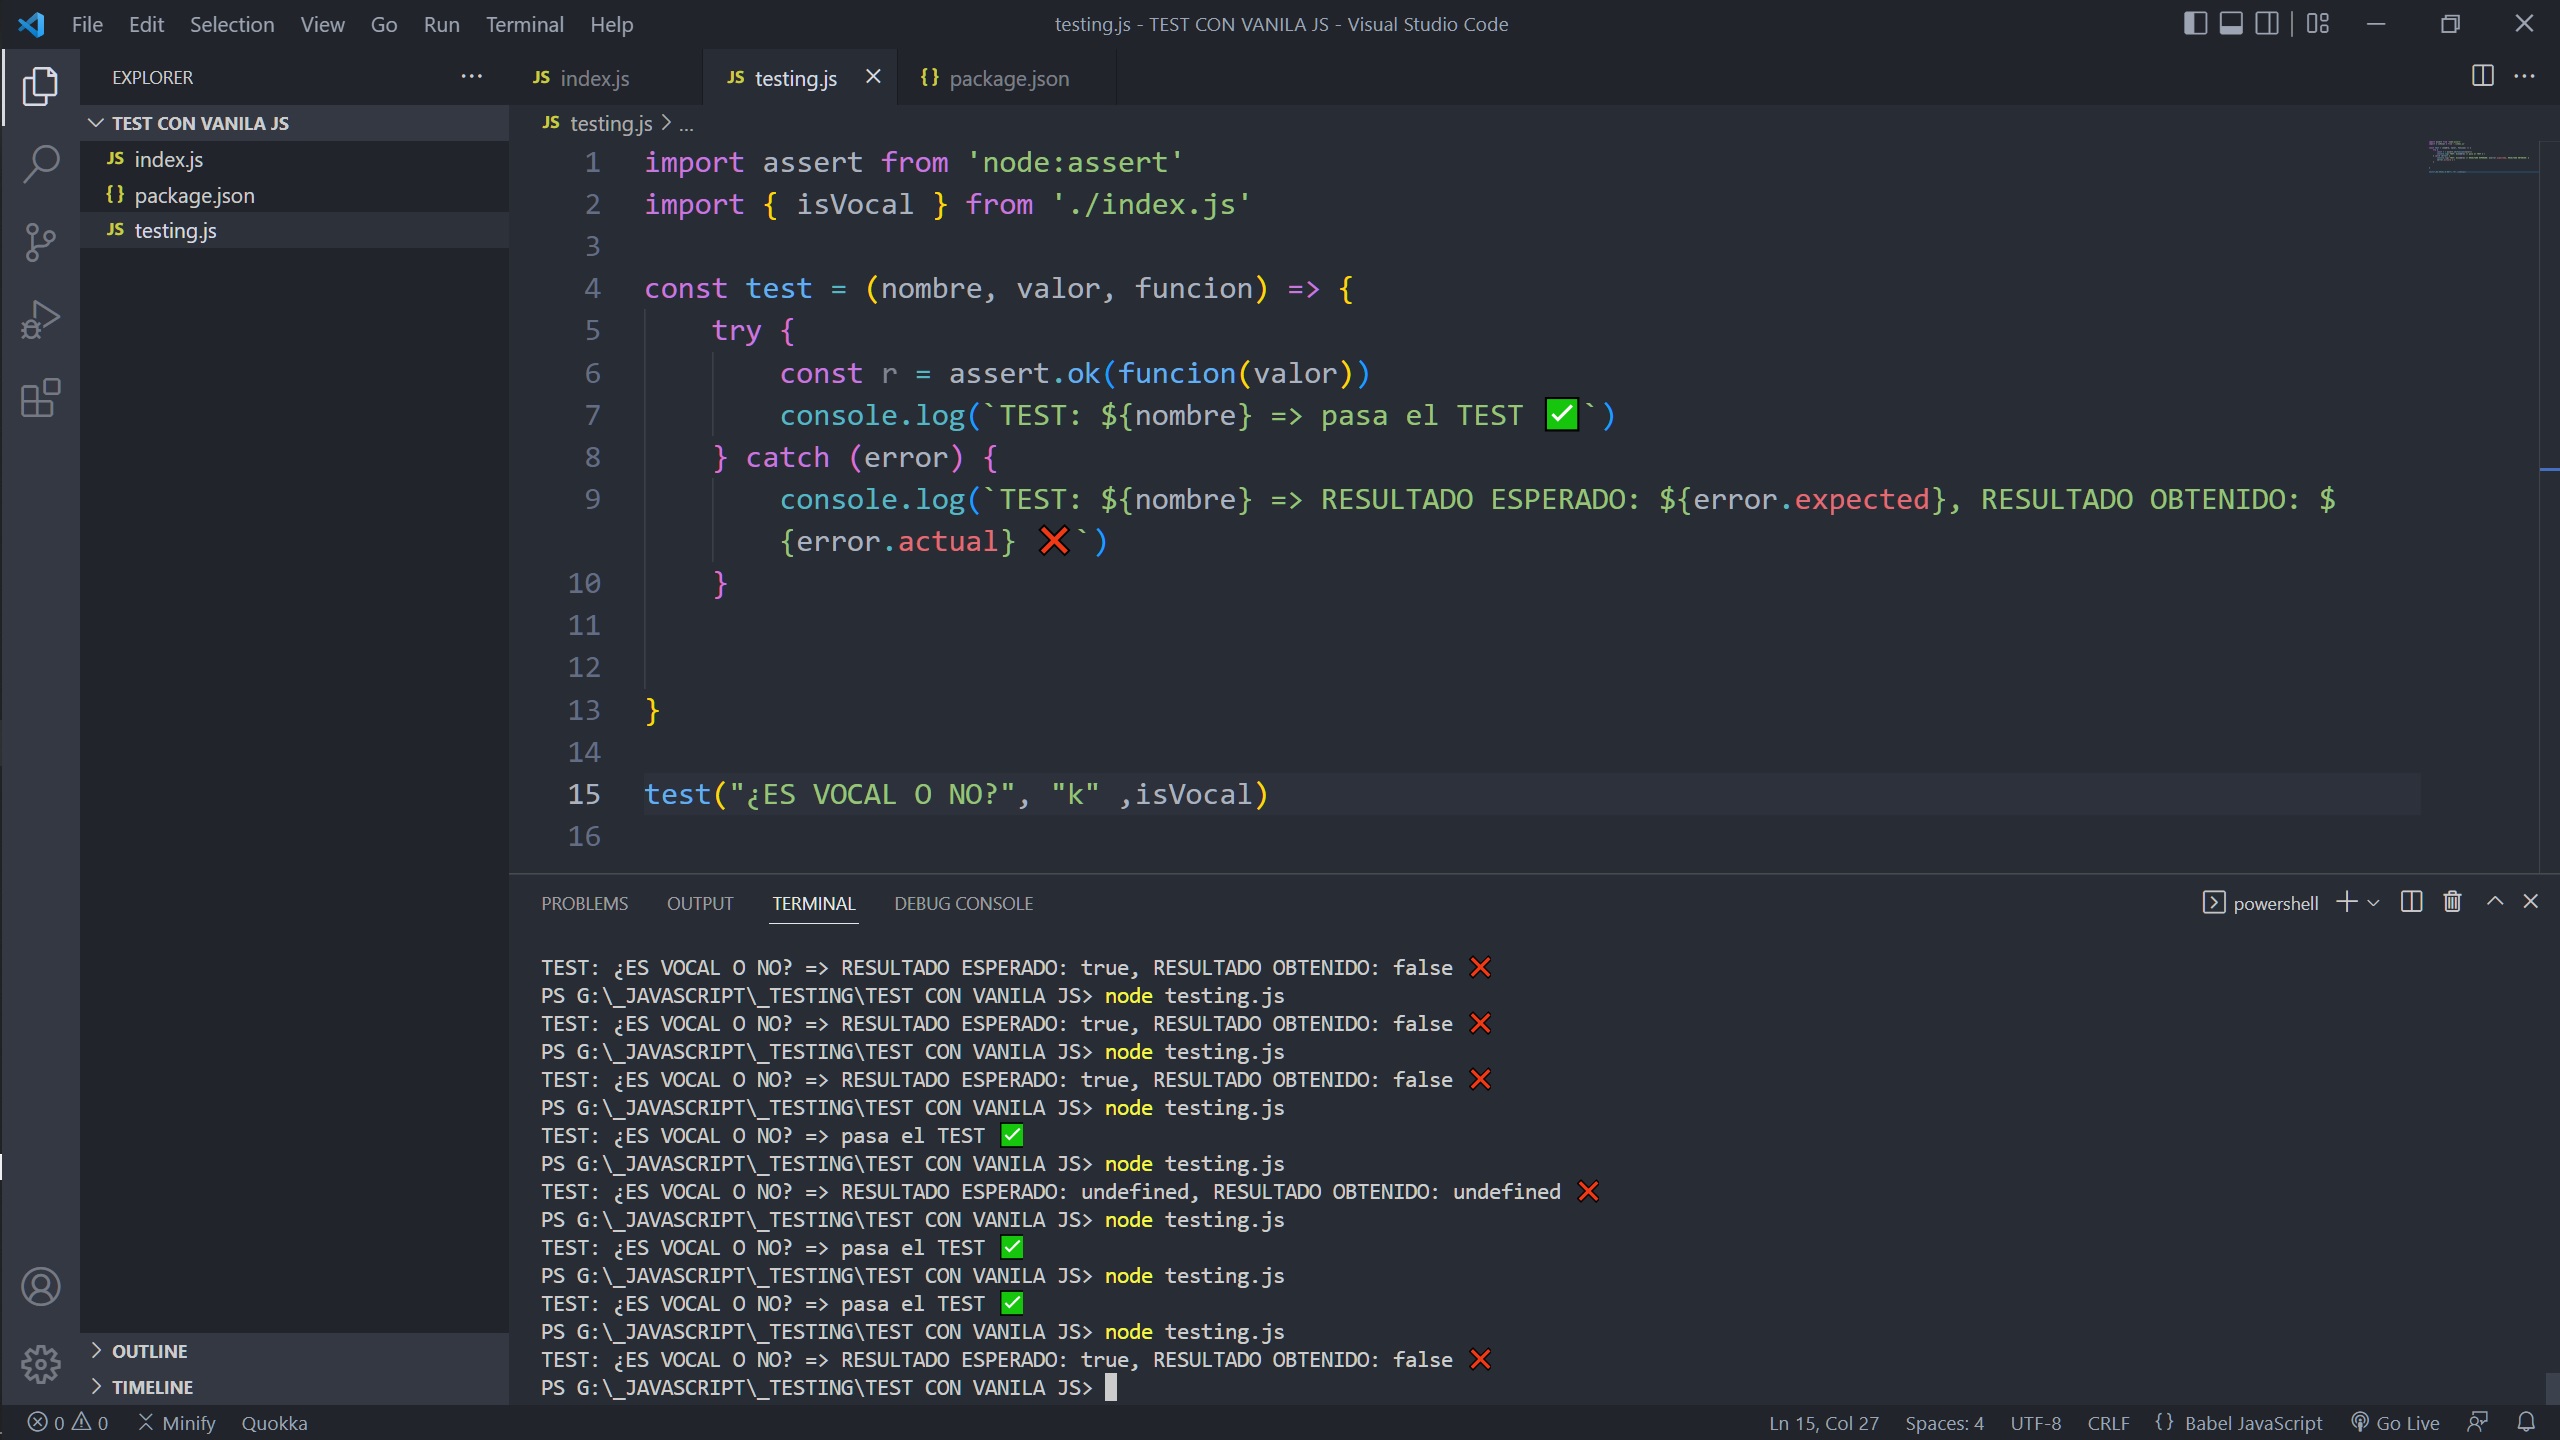 File Edit Selection View Go Run Terminal Help
testing.js - TEST CON VANILA JS - Visual Studio Code
EXPLORER
TEST CON VANILA JS
JS index.js
{} package.json
JS testing.js
OUTLINE
TIMELINE
JS index.js
JS testing.js
{} package.json
JS testing.js > ...
1 import assert from 'node:assert'
2 import { isVocal } from './index.js'
3
4 const test = (nombre, valor, funcion) => {
5 try {
6 const r = assert.ok(funcion(valor))
7 console.log(`TEST: ${nombre} => pasa el TEST ✅`)
8 } catch (error) {
9 console.log(`TEST: ${nombre} => RESULTADO ESPERADO: ${error.expected}, RESULTADO OBTENIDO: $
{error.actual} ❌`)
10 }
11
12
13 }
14
15 test("¿ES VOCAL O NO?", "k" ,isVocal)
16
PROBLEMS OUTPUT TERMINAL DEBUG CONSOLE
powershell
TEST: ¿ES VOCAL O NO? => RESULTADO ESPERADO: true, RESULTADO OBTENIDO: false ❌
PS G:\_JAVASCRIPT\_TESTING\TEST CON VANILA JS> node testing.js
TEST: ¿ES VOCAL O NO? => RESULTADO ESPERADO: true, RESULTADO OBTENIDO: false ❌
PS G:\_JAVASCRIPT\_TESTING\TEST CON VANILA JS> node testing.js
TEST: ¿ES VOCAL O NO? => RESULTADO ESPERADO: true, RESULTADO OBTENIDO: false ❌
PS G:\_JAVASCRIPT\_TESTING\TEST CON VANILA JS> node testing.js
TEST: ¿ES VOCAL O NO? => pasa el TEST ✅
PS G:\_JAVASCRIPT\_TESTING\TEST CON VANILA JS> node testing.js
TEST: ¿ES VOCAL O NO? => RESULTADO ESPERADO: undefined, RESULTADO OBTENIDO: undefined ❌
PS G:\_JAVASCRIPT\_TESTING\TEST CON VANILA JS> node testing.js
TEST: ¿ES VOCAL O NO? => pasa el TEST ✅
PS G:\_JAVASCRIPT\_TESTING\TEST CON VANILA JS> node testing.js
TEST: ¿ES VOCAL O NO? => pasa el TEST ✅
PS G:\_JAVASCRIPT\_TESTING\TEST CON VANILA JS> node testing.js
TEST: ¿ES VOCAL O NO? => RESULTADO ESPERADO: true, RESULTADO OBTENIDO: false ❌
PS G:\_JAVASCRIPT\_TESTING\TEST CON VANILA JS>
0 0 Minify Quokka
Ln 15, Col 27 Spaces: 4 UTF-8 CRLF {} Babel JavaScript Go Live